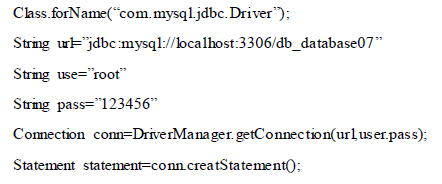 Class.forName(“com.mysql.jdbc.Driver”);
String url=”jdbc:mysql://localhost:3306/db_database07”
String use=”root”
String pass=”123456”
Connection conn=DriverManager.getConnection(url,user.pass);
Statement statement=conn.creatStatement();